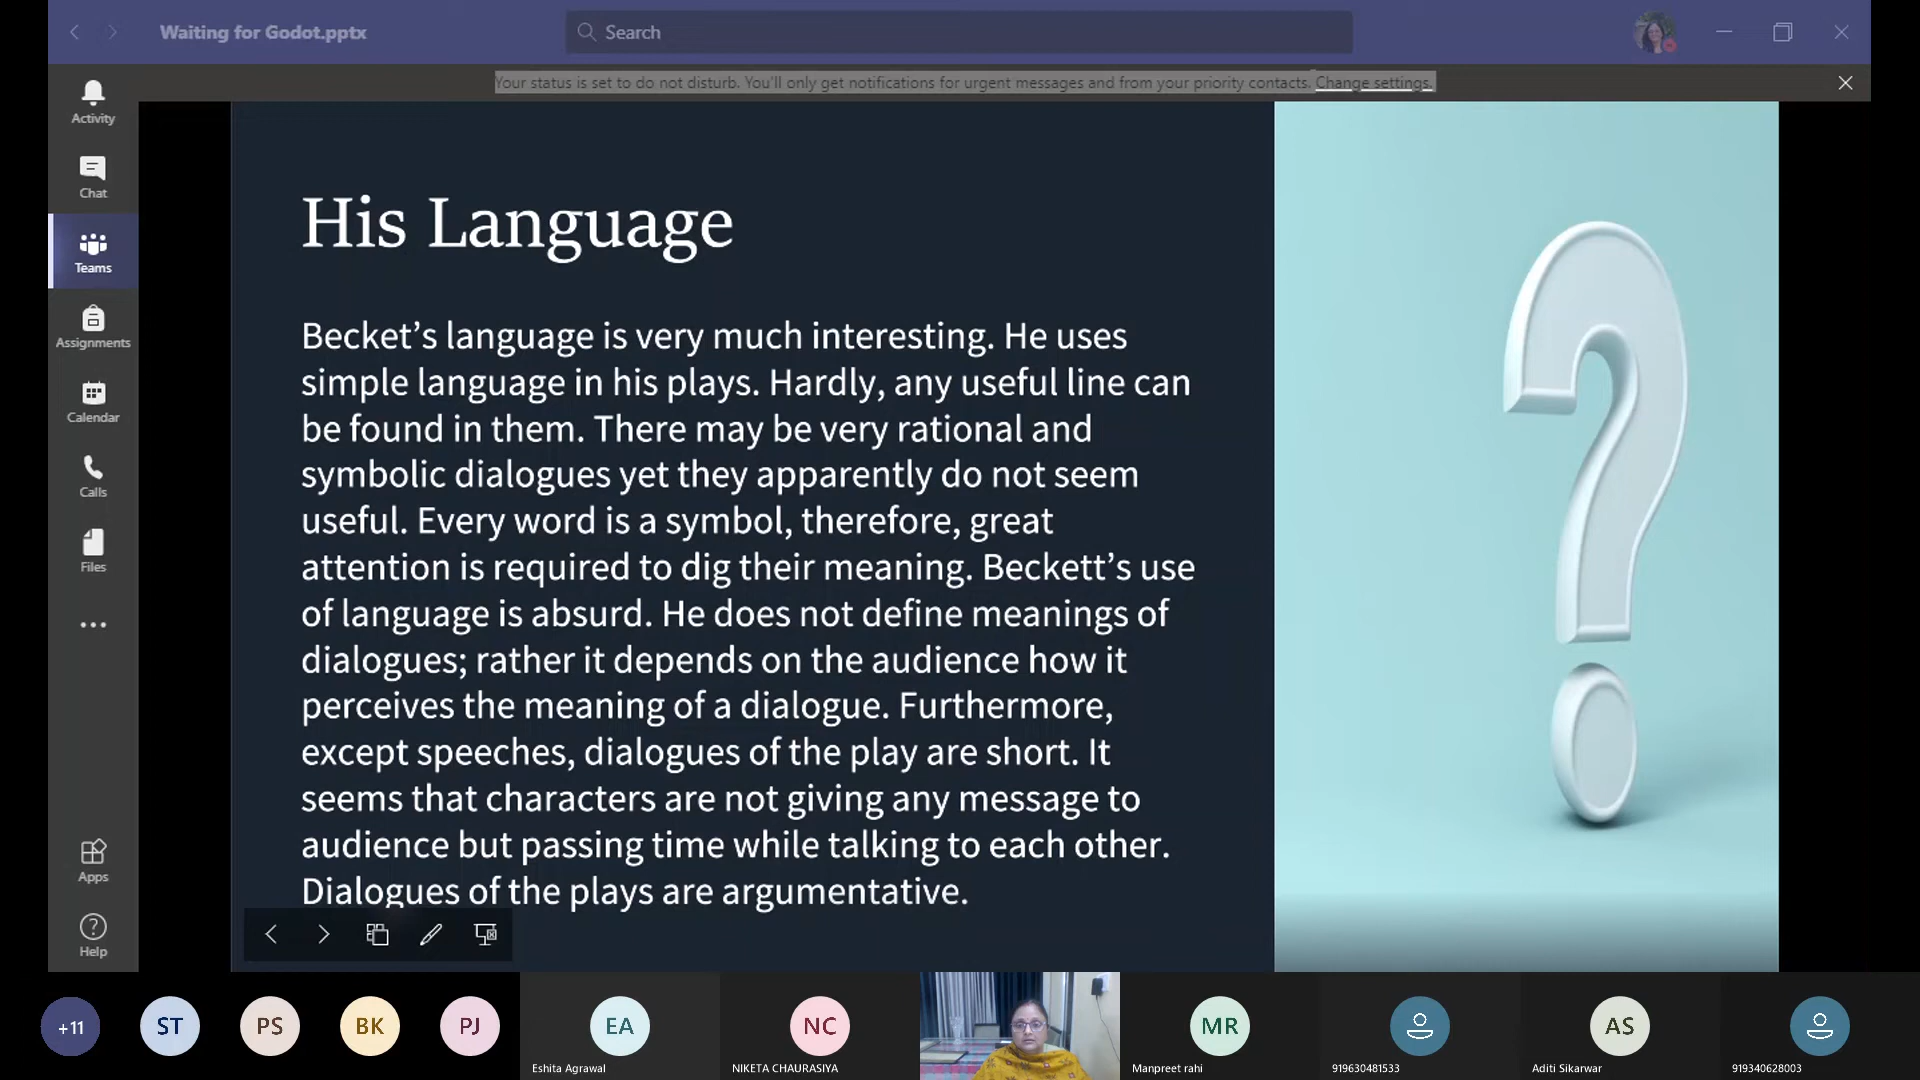 Waiting for Godot.pptx
Search
Your status is set to do not disturb. You'll only get notifications for urgent messages and from your priority contacts. Change settings.
Activity
Chat
Teams
Assignments
Calendar
Calls
Files
Apps
Help
His Language
Becket’s language is very much interesting. He uses
simple language in his plays. Hardly, any useful line can
be found in them. There may be very rational and
symbolic dialogues yet they apparently do not seem
useful. Every word is a symbol, therefore, great
attention is required to dig their meaning. Beckett’s use
of language is absurd. He does not define meanings of
dialogues; rather it depends on the audience how it
perceives the meaning of a dialogue. Furthermore,
except speeches, dialogues of the play are short. It
seems that characters are not giving any message to
audience but passing time while talking to each other.
Dialogues of the plays are argumentative.
?
+11
ST
PS
BK
PJ
EA
NC
MR
AS
Eshita Agrawal
NIKETA CHAURASIYA
Manpreet rahi
919630481533
Aditi Sikarwar
919340628003